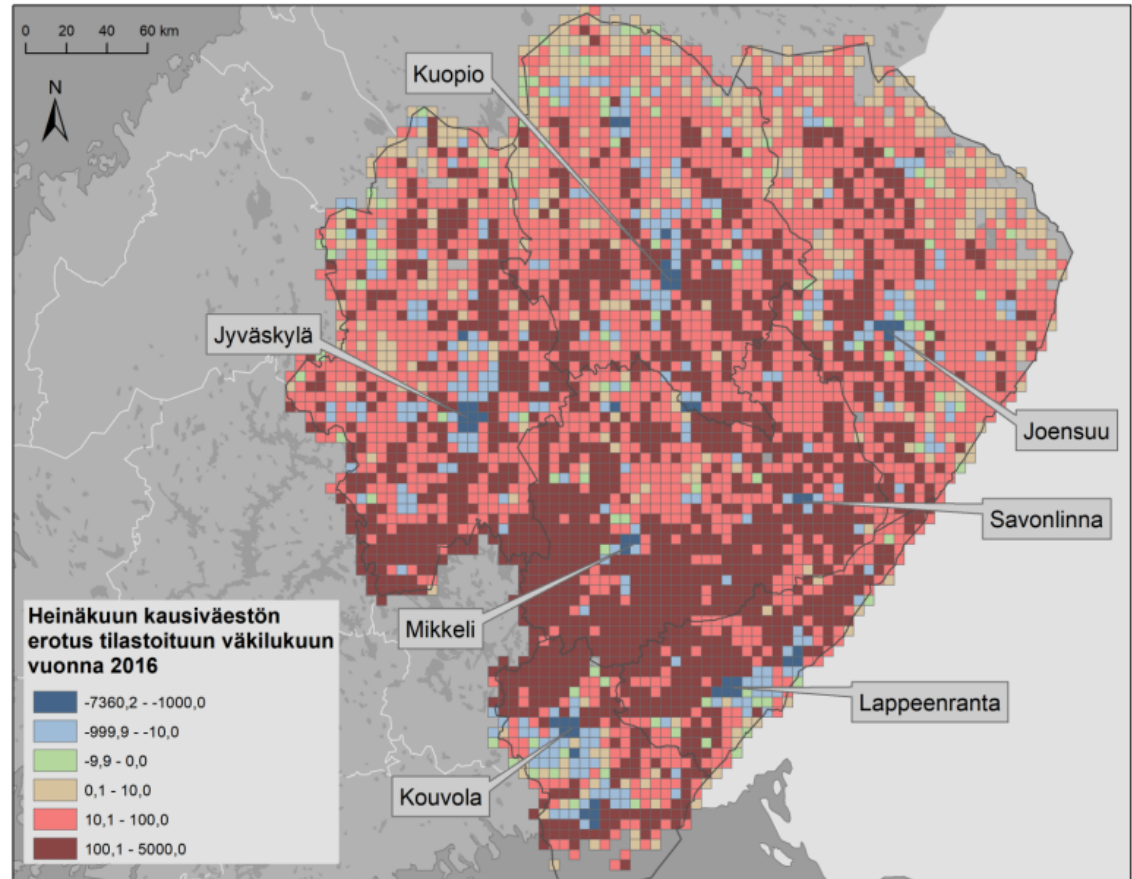 0 20 40 60 km
N
Kuopio
Jyväskylä
Joensuu
Savonlinna
Mikkeli
Lappeenranta
Kouvola
Heinäkuun kausiväestön
erotus tilastoituun väkilukuun
vuonna 2016
-7360,2 - -1000,0
-999,9 - -10,0
-9,9 - 0,0
0,1 - 10,0
10,1 - 100,0
100,1 - 5000,0